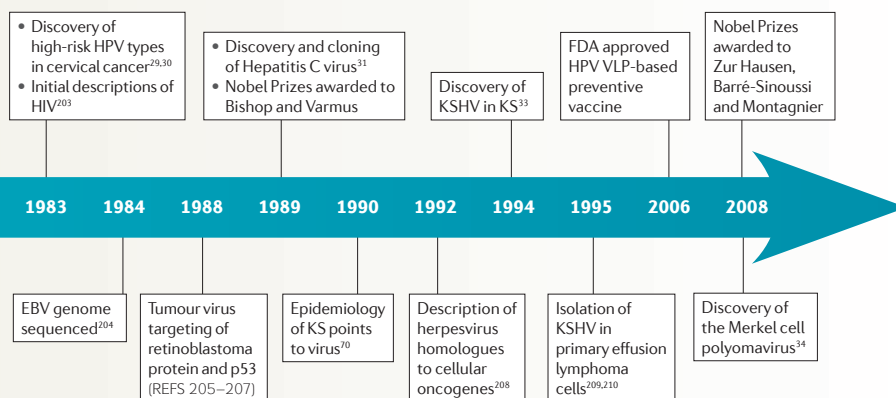 • Discovery of
high-risk HPV types
in cervical cancer29,30
• Initial descriptions of
HIV203
• Discovery and cloning
of Hepatitis C virus31
• Nobel Prizes awarded to
Bishop and Varmus
Discovery of
KSHV in KS33
FDA approved
HPV VLP-based
preventive
vaccine
Nobel Prizes
awarded to
Zur Hausen,
Barré-Sinoussi
and Montagnier
1983 1984 1988 1989 1990 1992 1994 1995 2006 2008
EBV genome
sequenced204
Tumour virus
targeting of
retinoblastoma
protein and p53
(REFS 205–207)
Epidemiology
of KS points
to virus70
Description of
herpesvirus
homologues
to cellular
oncogenes208
Isolation of
KSHV in
primary effusion
lymphoma
cells209,210
Discovery of
the Merkel cell
polyomavirus34